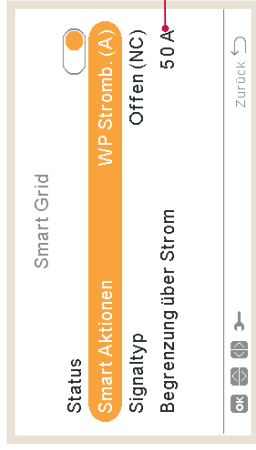 Smart Grid
Status
Smart Aktionen WP Stromb. (A)
Signaltyp Offen (NC)
Begrenzung über Strom 50 A
OK Zurück